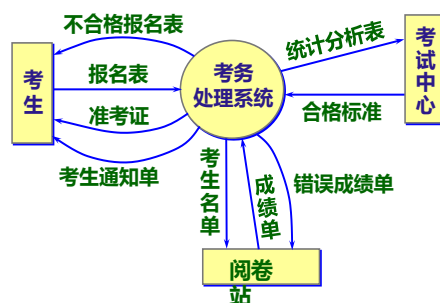 不合格报名表
统计分析表
考生
报名表
考务
处理系统
考试中心
准考证
合格标准
考生通知单
考生名单
成绩单
错误成绩单
阅卷
站